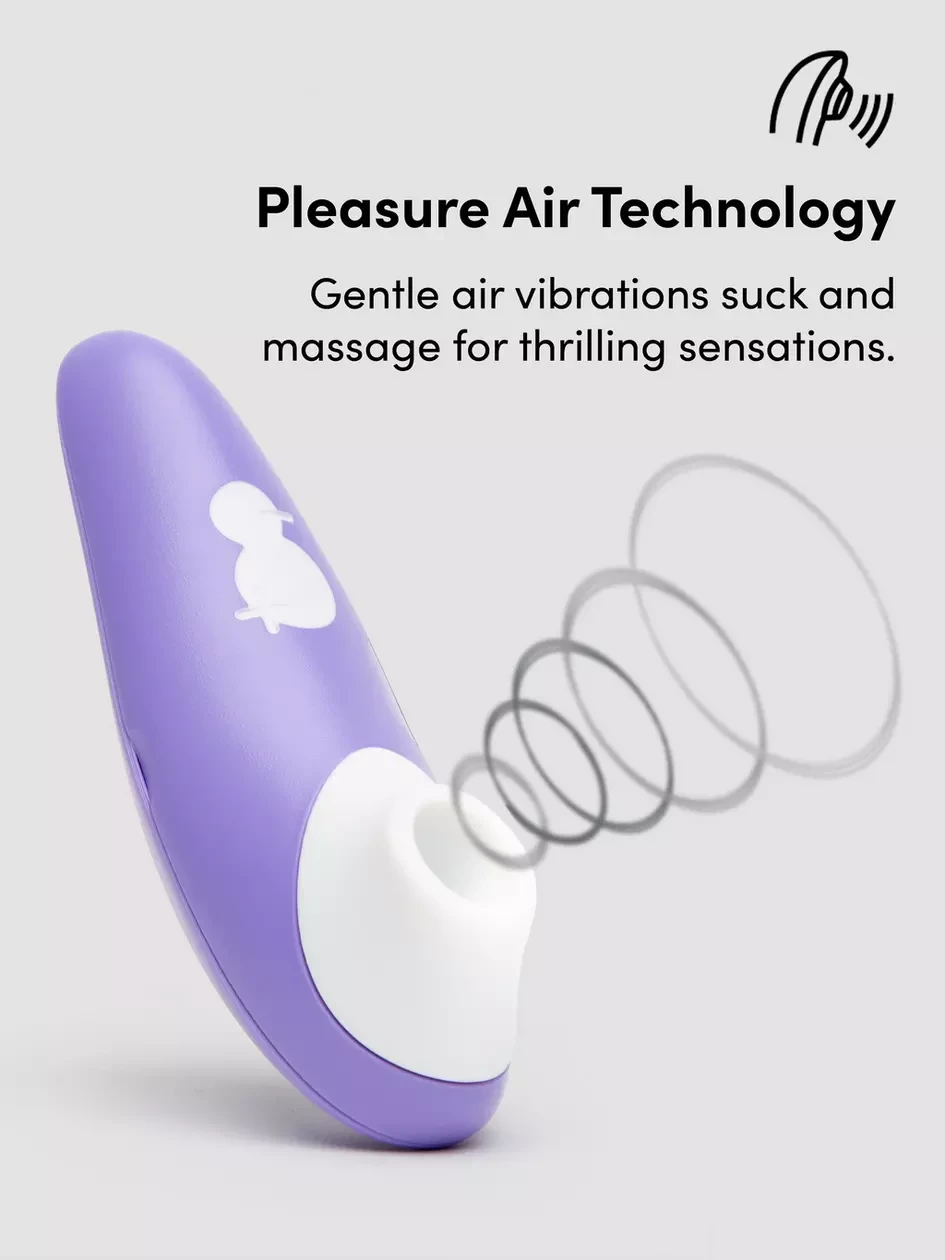 Pleasure Air Technology
Gentle air vibrations suck and
massage for thrilling sensations.